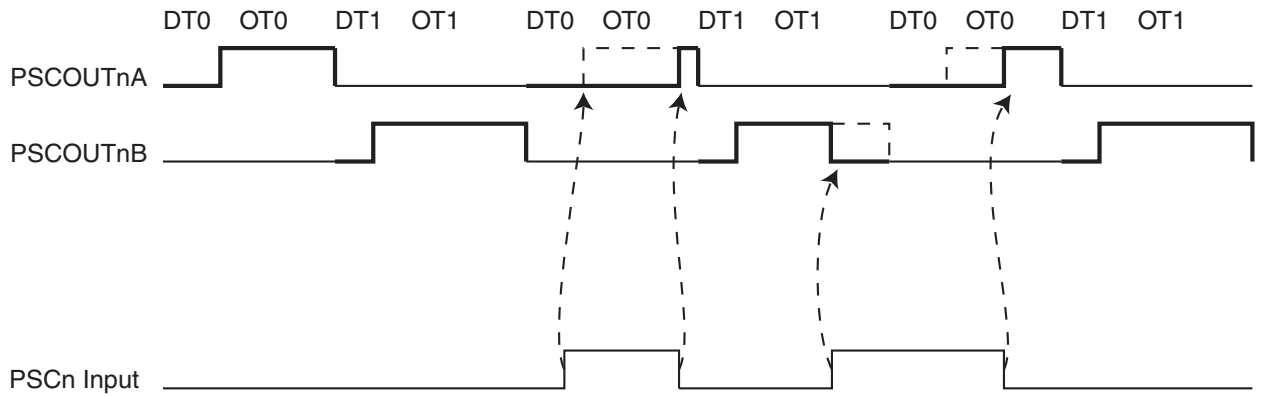 DT0 OT0 DT1 OT1 DT0 OT0 DT1 OT1 DT0 OT0 DT1 OT1
PSCOUTnA
PSCOUTnB
PSCn Input